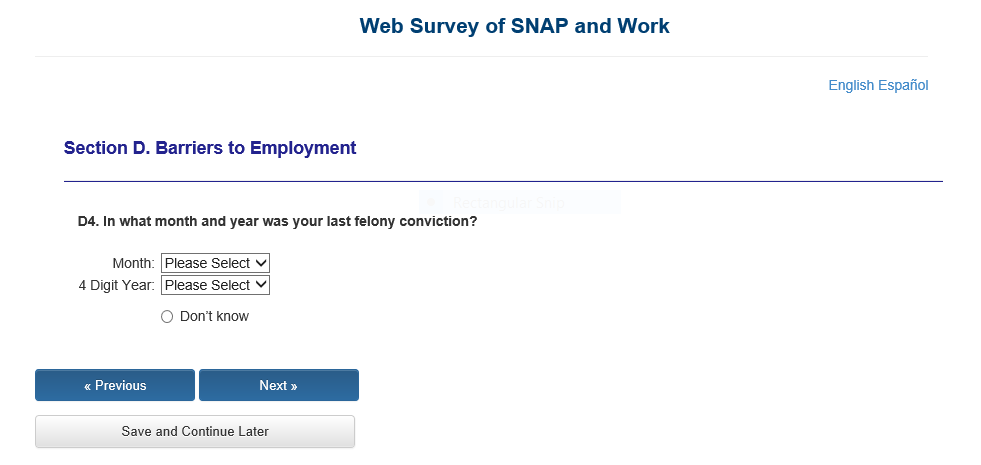 Web Survey of SNAP and Work
English Español
Section D. Barriers to Employment
Rectangular Snip
D4. In what month and year was your last felony conviction?
Month: Please Select
4 Digit Year: Please Select
Don't know
« Previous Next »
Save and Continue Later